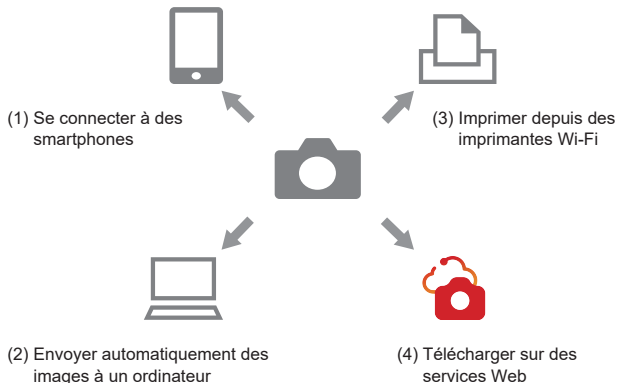 (1) Se connecter à des
smartphones
(3) Imprimer depuis des
imprimantes Wi-Fi
(2) Envoyer automatiquement des
images à un ordinateur
(4) Télécharger sur des
services Web